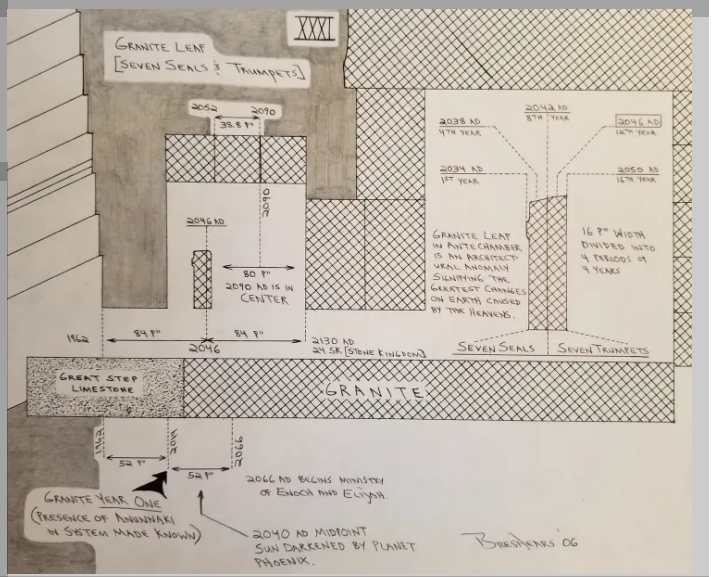 XXXI
GRANITE LEAF
[SEVEN SEALS & TRUMPETS]
2052 2090
38.8 P"
2090
2046 AD
80 P"
2090 AD IS IN
CENTER
1962
84 P"
84 P"
2046
2130 AD
24 SK [STONE KINGDOM]
2038 AD
4TH YEAR
2042 AD
8TH YEAR
2046 AD
12TH YEAR
2034 AD
1ST YEAR
2050 AD
16TH YEAR
GRANITE LEAF
IN ANTECHAMBER
IS AN ARCHITECT-
URAL ANOMALY
SIGNIFYING THE
GREATEST CHANGES
ON EARTH CAUSED
BY THE HEAVENS.
16 P" WIDTH
DIVIDED INTO
4 PERIODS OF
4 YEARS
SEVEN SEALS
SEVEN TRUMPETS
GREAT STEP
LIMESTONE
GRANITE
1962
2014
2066
52 P"
52 P"
GRANITE YEAR ONE
(PRESENCE OF ANUNNAKI
IN SYSTEM MADE KNOWN)
2066 AD BEGINS MINISTRY
OF ENOCH AND ELIJAH.
2040 AD MIDPOINT
SUN DARKENED BY PLANET
PHOENIX.
BRESHEARS '06